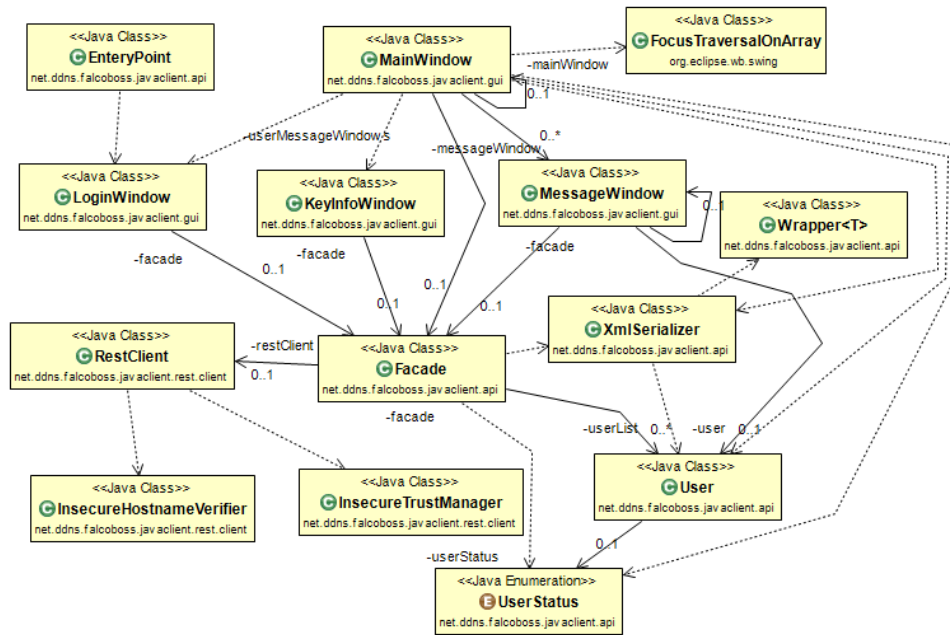 <<Java Class>>
EnteryPoint
net.ddns.falcoboss.javaclient.api
<<Java Class>>
MainWindow
net.ddns.falcoboss.javaclient.gui
<<Java Class>>
FocusTraversalOnArray
org.eclipse.wb.swing
-mainWindow
0..1
-userMessageWindows
-messageWindow
0..*
<<Java Class>>
LoginWindow
net.ddns.falcoboss.javaclient.gui
<<Java Class>>
KeyInfoWindow
net.ddns.falcoboss.javaclient.gui
<<Java Class>>
MessageWindow
net.ddns.falcoboss.javaclient.gui
0..1
<<Java Class>>
Wrapper<T>
net.ddns.falcoboss.javaclient.api
-facade
0..1
-facade
0..1
0..1
-facade
0..1
<<Java Class>>
XmlSerializer
net.ddns.falcoboss.javaclient.api
<<Java Class>>
RestClient
net.ddns.falcoboss.javaclient.rest.client
-restClient
0..1
<<Java Class>>
Facade
net.ddns.falcoboss.javaclient.api
-facade
-userList
0..*
-user
0..1
<<Java Class>>
InsecureHostnameVerifier
net.ddns.falcoboss.javaclient.rest.client
<<Java Class>>
InsecureTrustManager
net.ddns.falcoboss.javaclient.rest.client
<<Java Class>>
User
net.ddns.falcoboss.javaclient.api
-userStatus
0..1
<<Java Enumeration>>
UserStatus
net.ddns.falcoboss.javaclient.api